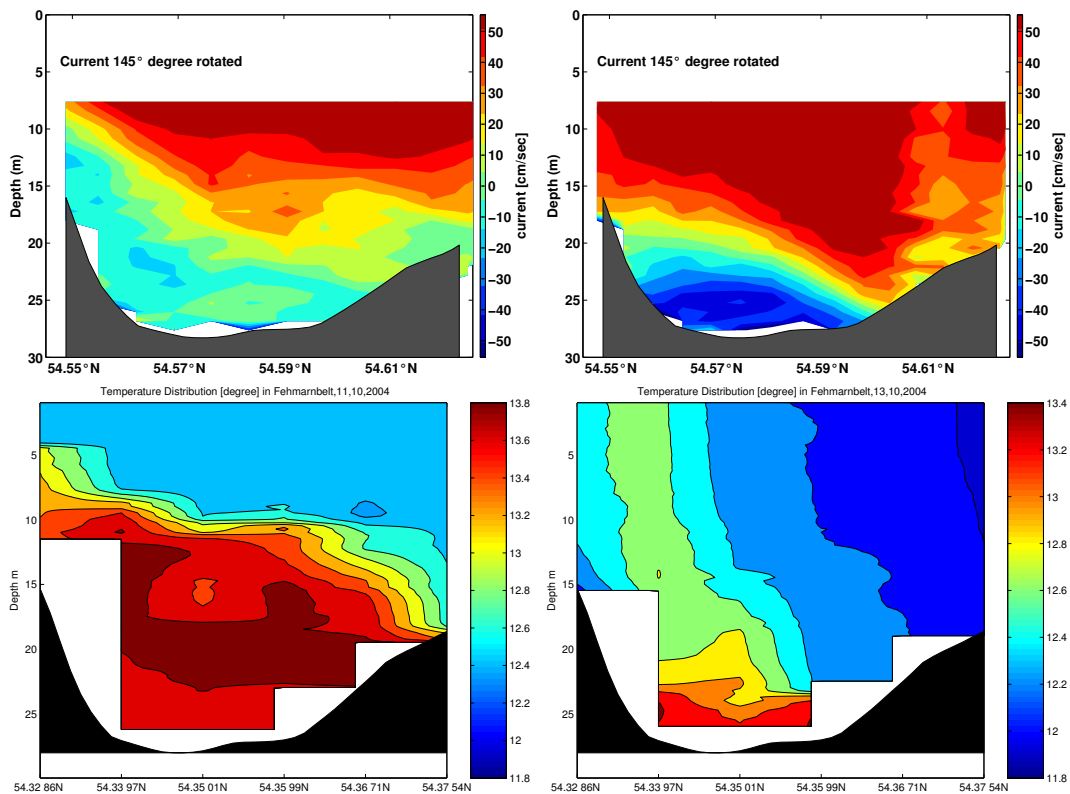 0
5
10
15
20
25
30
Depth (m)
Current 145° degree rotated
54.55°N
54.57°N
54.59°N
54.61°N
50
40
30
20
10
0
−10
−20
−30
−40
−50
current [cm/sec]
0
5
10
15
20
25
30
Depth (m)
Current 145° degree rotated
54.55°N
54.57°N
54.59°N
54.61°N
50
40
30
20
10
0
−10
−20
−30
−40
−50
current [cm/sec]
Temperature Distribution [degree] in Fehmarnbelt,11,10,2004
5
10
15
20
25
Depth m
54.32 86N
54.33 97N
54.35 01N
54.35 99N
54.36 71N
54.37 54N
13.8
13.6
13.4
13.2
13
12.8
12.6
12.4
12.2
12
11.8
Temperature Distribution [degree] in Fehmarnbelt,13,10,2004
5
10
15
20
25
Depth m
54.32 86N
54.33 97N
54.35 01N
54.35 99N
54.36 71N
54.37 54N
13.4
13.2
13
12.8
12.6
12.4
12.2
12
11.8